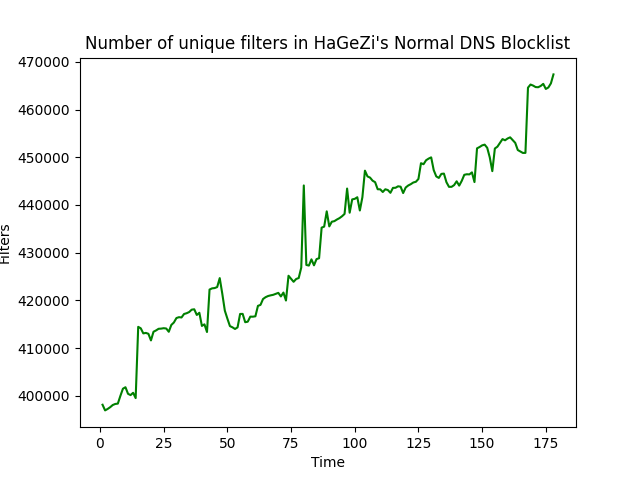 Number of unique filters in HaGeZi's Normal DNS Blocklist
470000
460000
450000
440000
430000
420000
410000
400000
Filters
0 25 50 75 100 125 150 175
Time